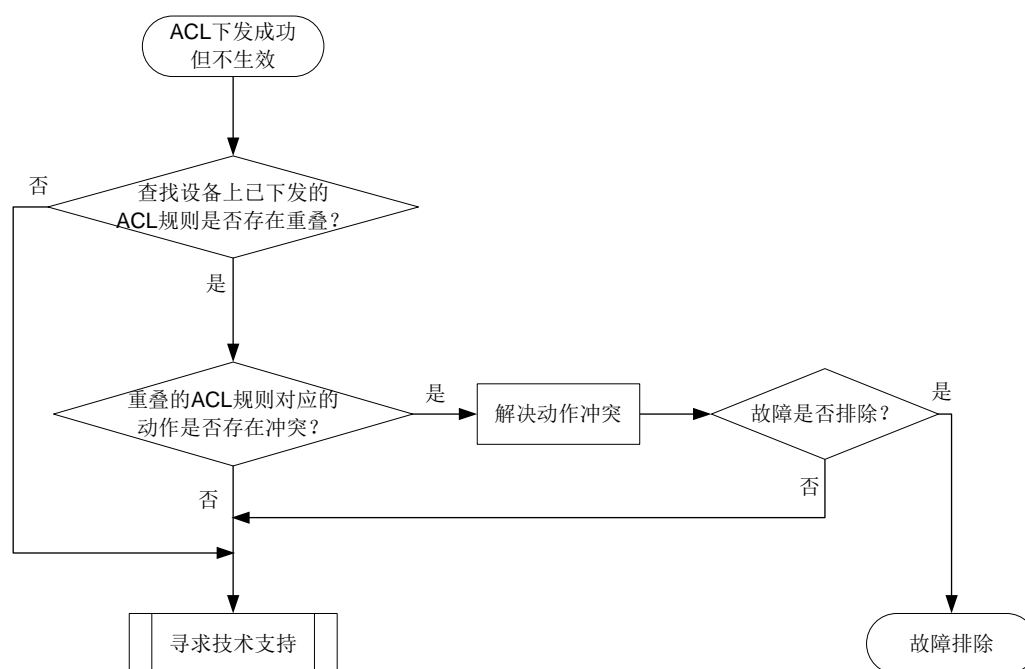 ACL下发成功
但不生效
否
查找设备上已下发的
ACL规则是否存在重叠？
是
重叠的ACL规则对应的
动作是否存在冲突？
是
解决动作冲突
故障是否排除？
是
否
否
寻求技术支持
故障排除